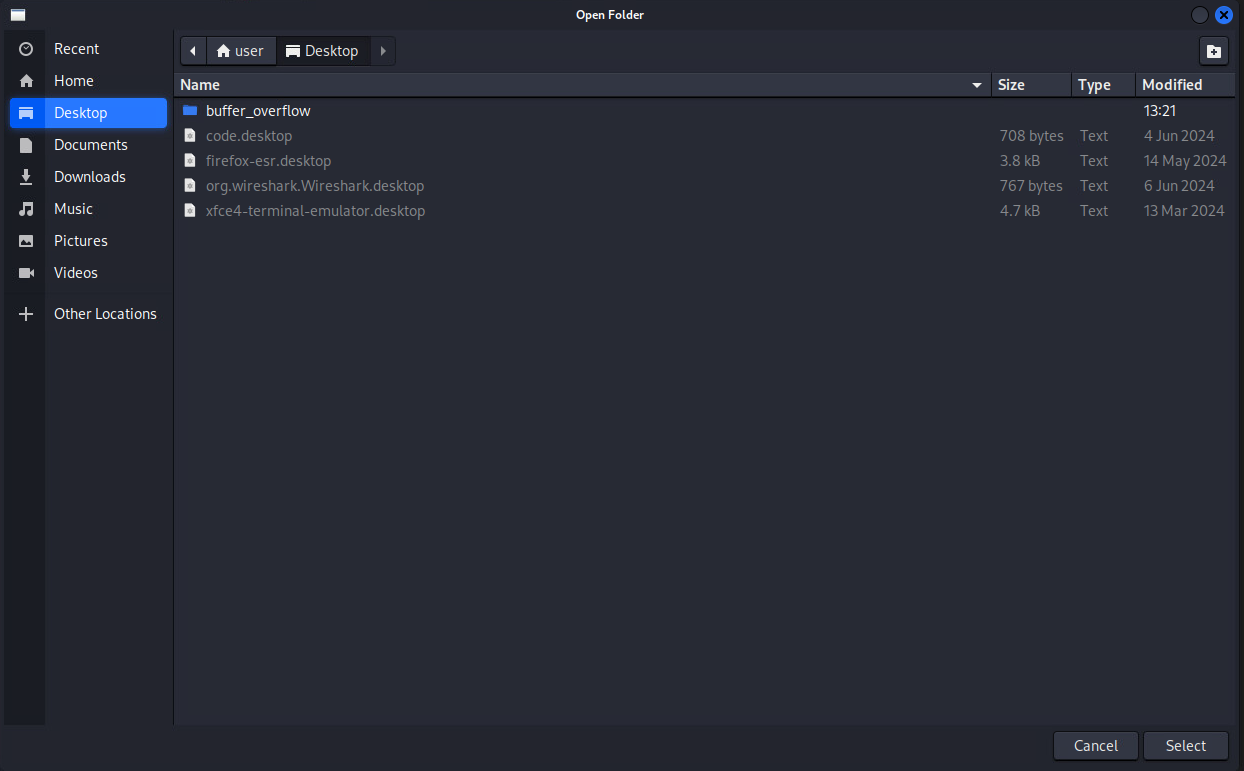 Open Folder
Recent
Home
Desktop
Documents
Downloads
Music
Pictures
Videos
Other Locations
user Desktop
Name Size Type Modified
buffer_overflow 13:21
code.desktop 708 bytes Text 4 Jun 2024
firefox-esr.desktop 3.8 kB Text 14 May 2024
org.wireshark.Wireshark.desktop 767 bytes Text 6 Jun 2024
xfce4-terminal-emulator.desktop 4.7 kB Text 13 Mar 2024
Cancel Select